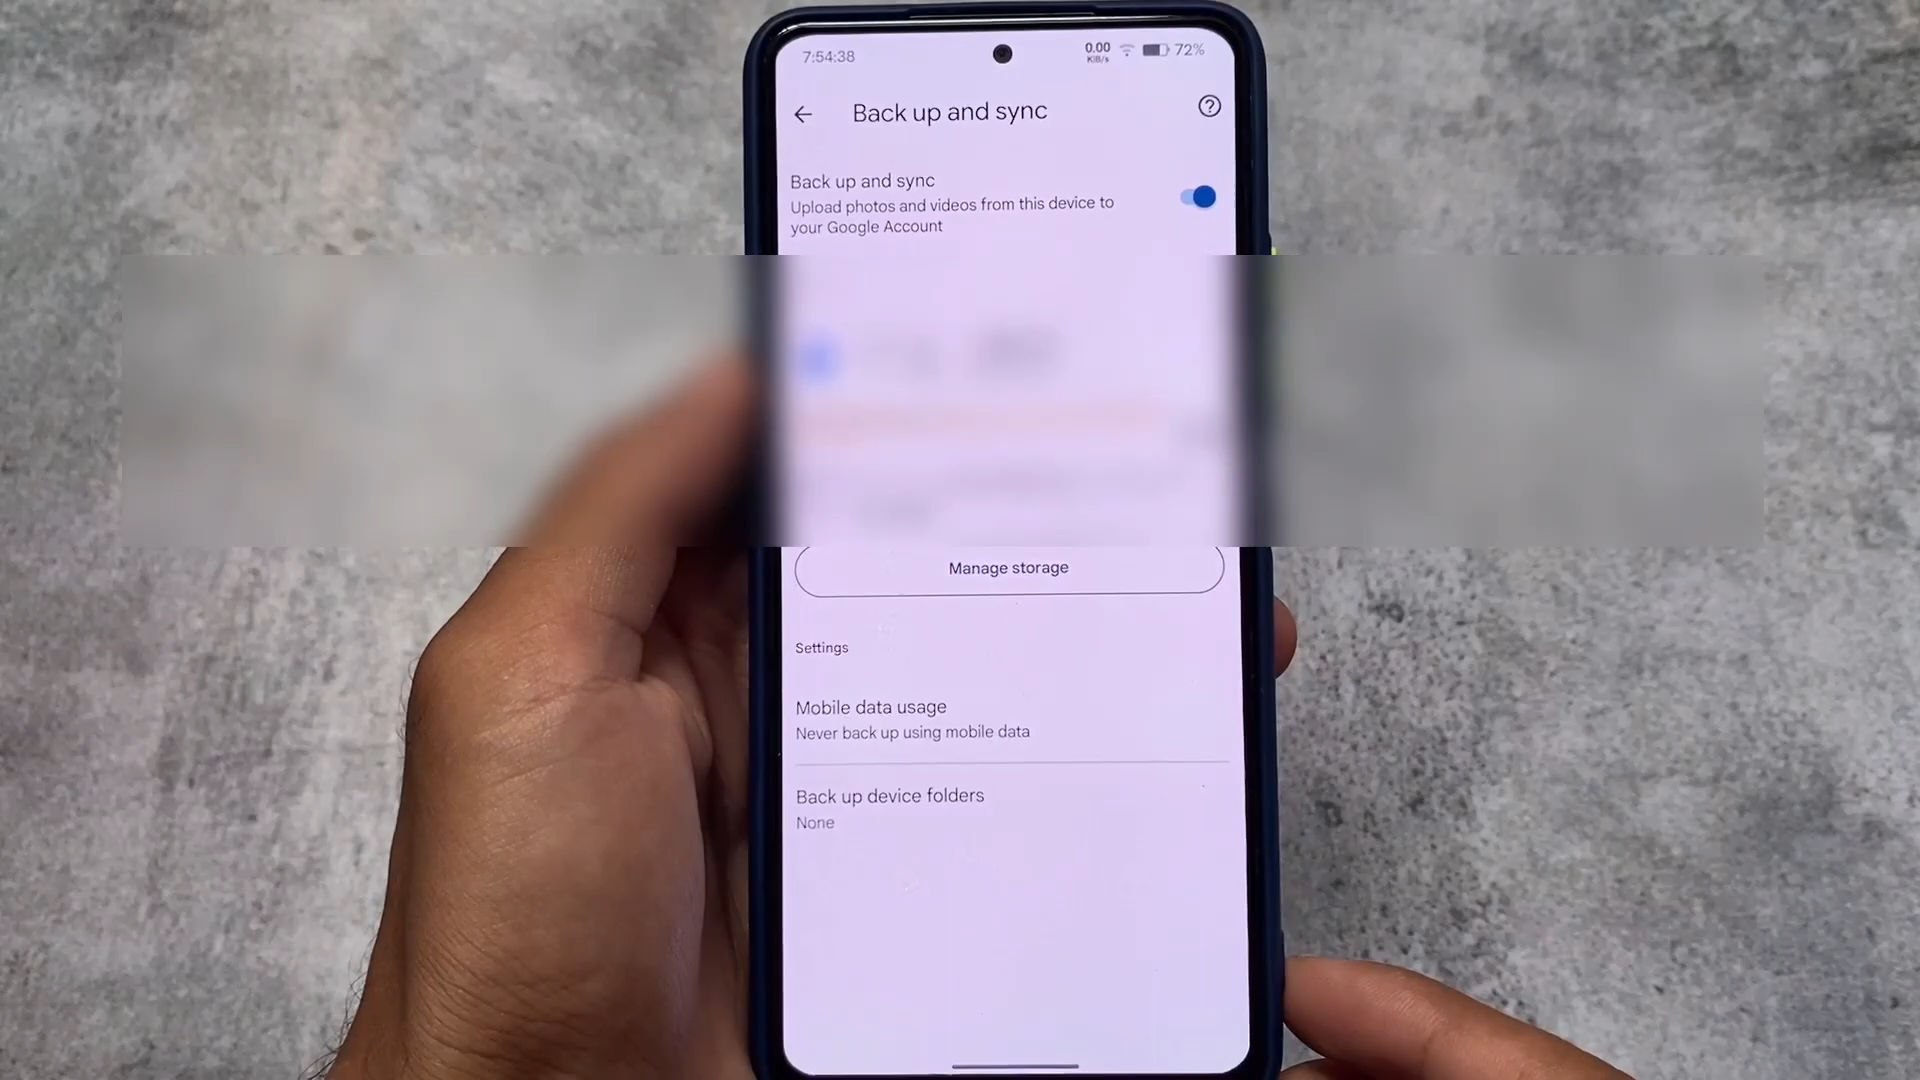 7:54:38
0.00
KiB/s
72%
Back up and sync
Back up and sync
Upload photos and videos from this device to
your Google Account
Manage storage
Settings
Mobile data usage
Never back up using mobile data
Back up device folders
None